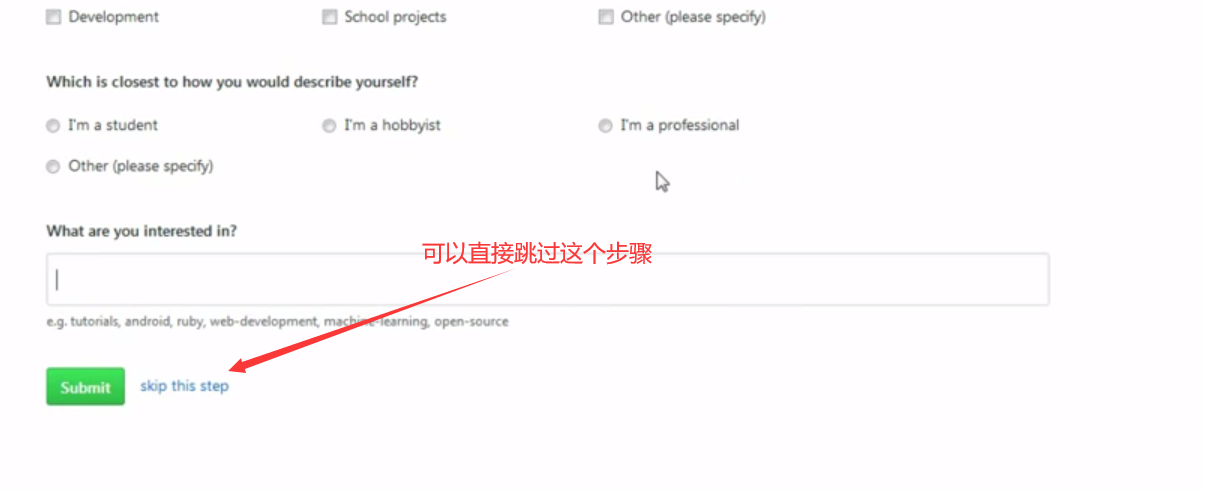 Development School projects Other (please specify)
Which is closest to how you would describe yourself?
I'm a student I'm a hobbyist I'm a professional
Other (please specify)
What are you interested in?
可以直接跳过这个步骤
e.g. tutorials, android, ruby, web-development, machine-learning, open-source
Submit skip this step